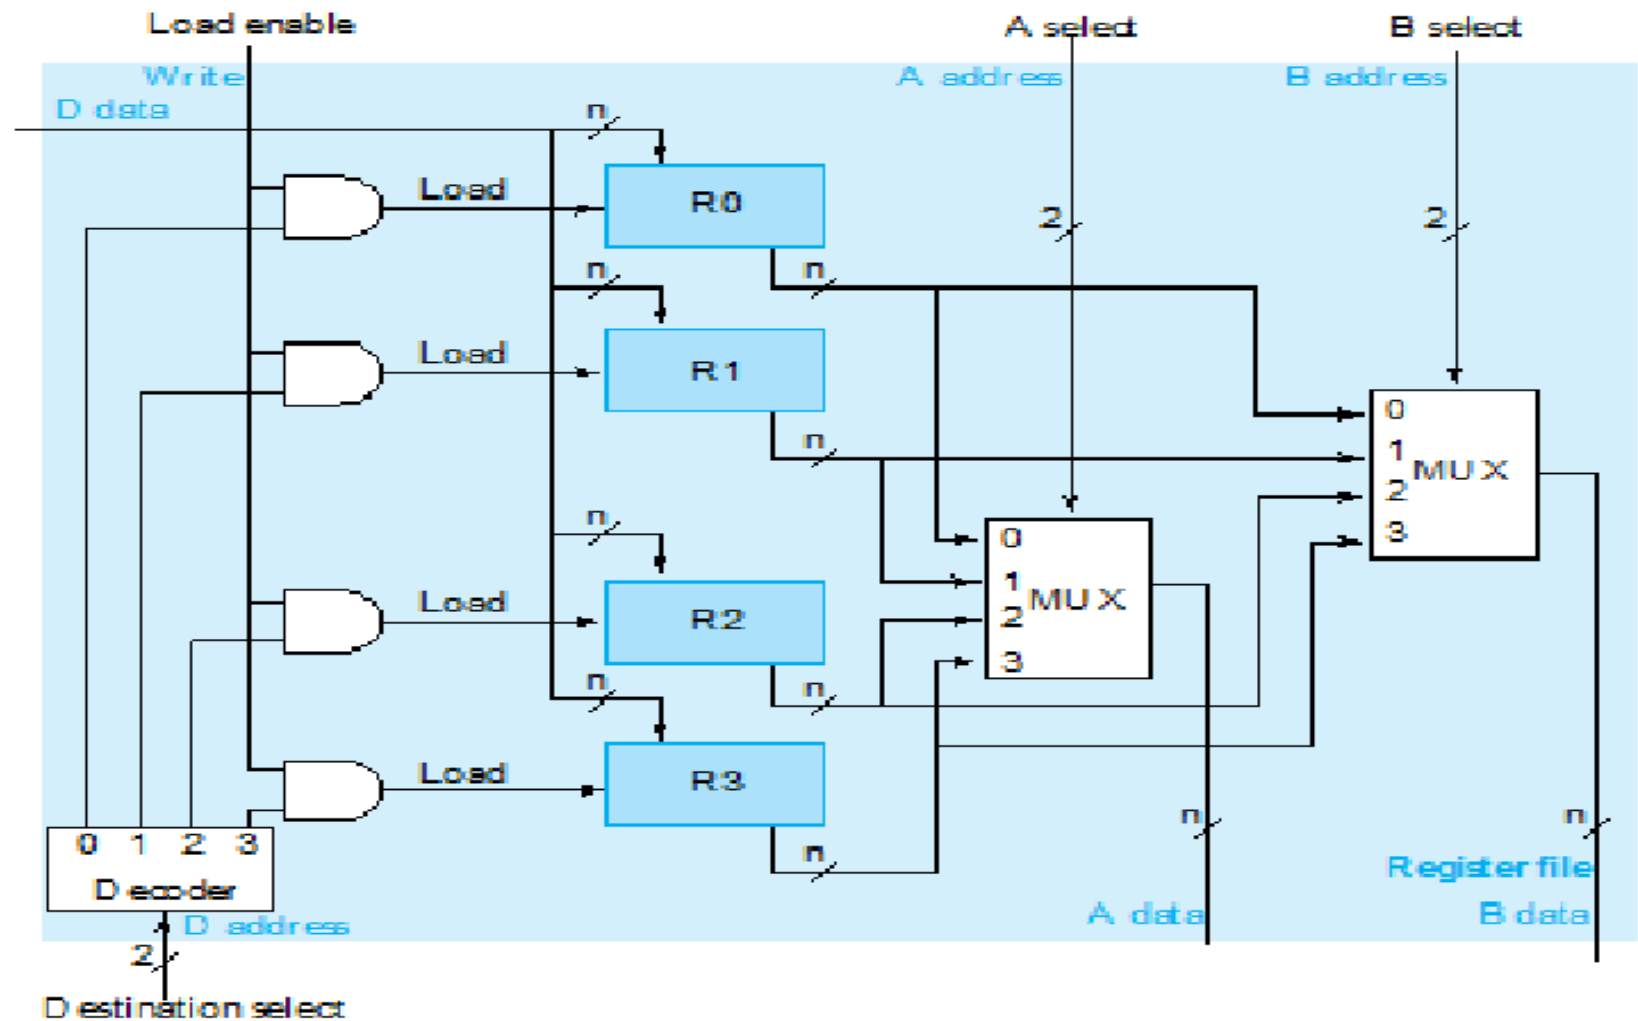 Load enable
A select
B select
Write
A address
B address
D data
n
Load
R0
2
2
n
n
Load
R1
n
0
1
MUX
2
3
n
0
1
MUX
2
3
Load
R2
n
n
Load
R3
n
n
n
0 1 2 3
Decoder
Register file
D address
A data
B data
2
Destination select